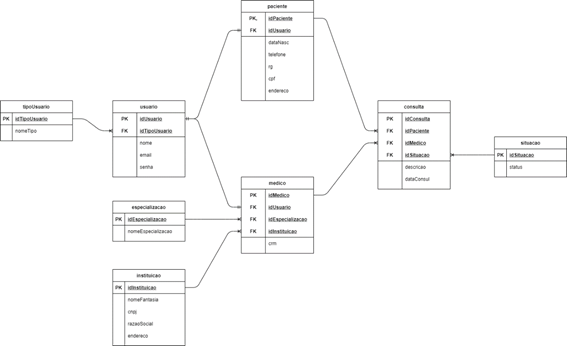 paciente
PK, idPaciente
FK idUsuario
dataNasc
telefone
rg
cpf
endereco
tipoUsuario
PK idTipoUsuario
nomeTipo
usuario
PK idUsuario
FK idTipoUsuario
nome
email
senha
consulta
PK idConsulta
FK idPaciente
FK idMedico
FK idSituacao
descricao
dataConsul
situacao
PK idSituacao
status
medico
PK idMedico
FK idUsuario
FK idEspecializacao
FK idInstituicao
crm
especializacao
PK idEspecializacao
nomeEspecializacao
instituicao
PK idInstituicao
nomeFantasia
cnpj
razaoSocial
endereco